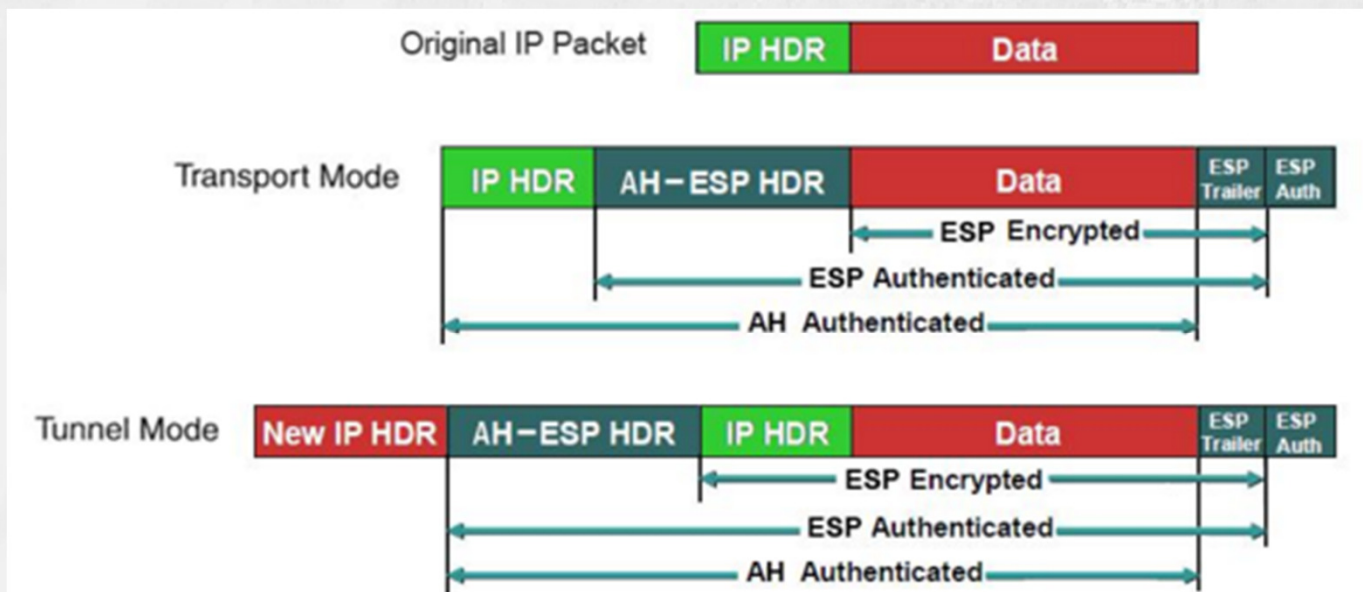 Original IP Packet IP HDR Data
Transport Mode IP HDR AH-ESP HDR Data ESP Trailer ESP Auth
ESP Encrypted
ESP Authenticated
AH Authenticated
Tunnel Mode New IP HDR AH-ESP HDR IP HDR Data ESP Trailer ESP Auth
ESP Encrypted
ESP Authenticated
AH Authenticated